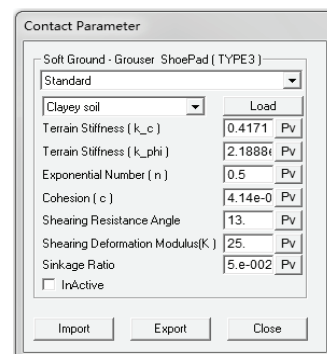 Contact Parameter
Soft Ground - Grouser ShoePad ( TYPE3 )
Standard
Clayey soil Load
Terrain Stiffness ( k_c ) 0.4171 Pv
Terrain Stiffness ( k_phi ) 2.1888e Pv
Exponential Number ( n ) 0.5 Pv
Cohesion ( c ) 4.14e-0 Pv
Shearing Resistance Angle 13. Pv
Shearing Deformation Modulus(K ) 25. Pv
Sinkage Ratio 5.e-002 Pv
InActive
Import Export Close